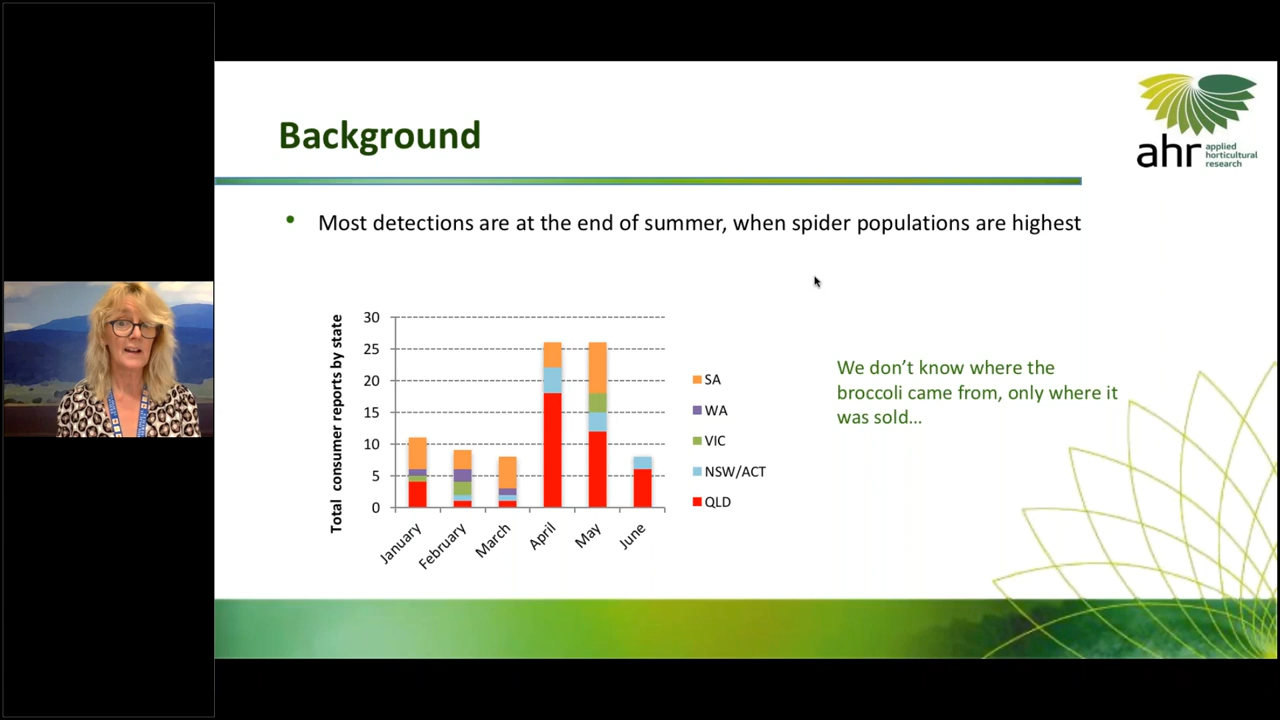 Background
ahr applied
horticultural
research
• Most detections are at the end of summer, when spider populations are highest
Total consumer reports by state
30
25
20
15
10
5
0
January
February
March
April
May
June
SA
WA
VIC
NSW/ACT
QLD
We don’t know where the
broccoli came from, only where it
was sold…